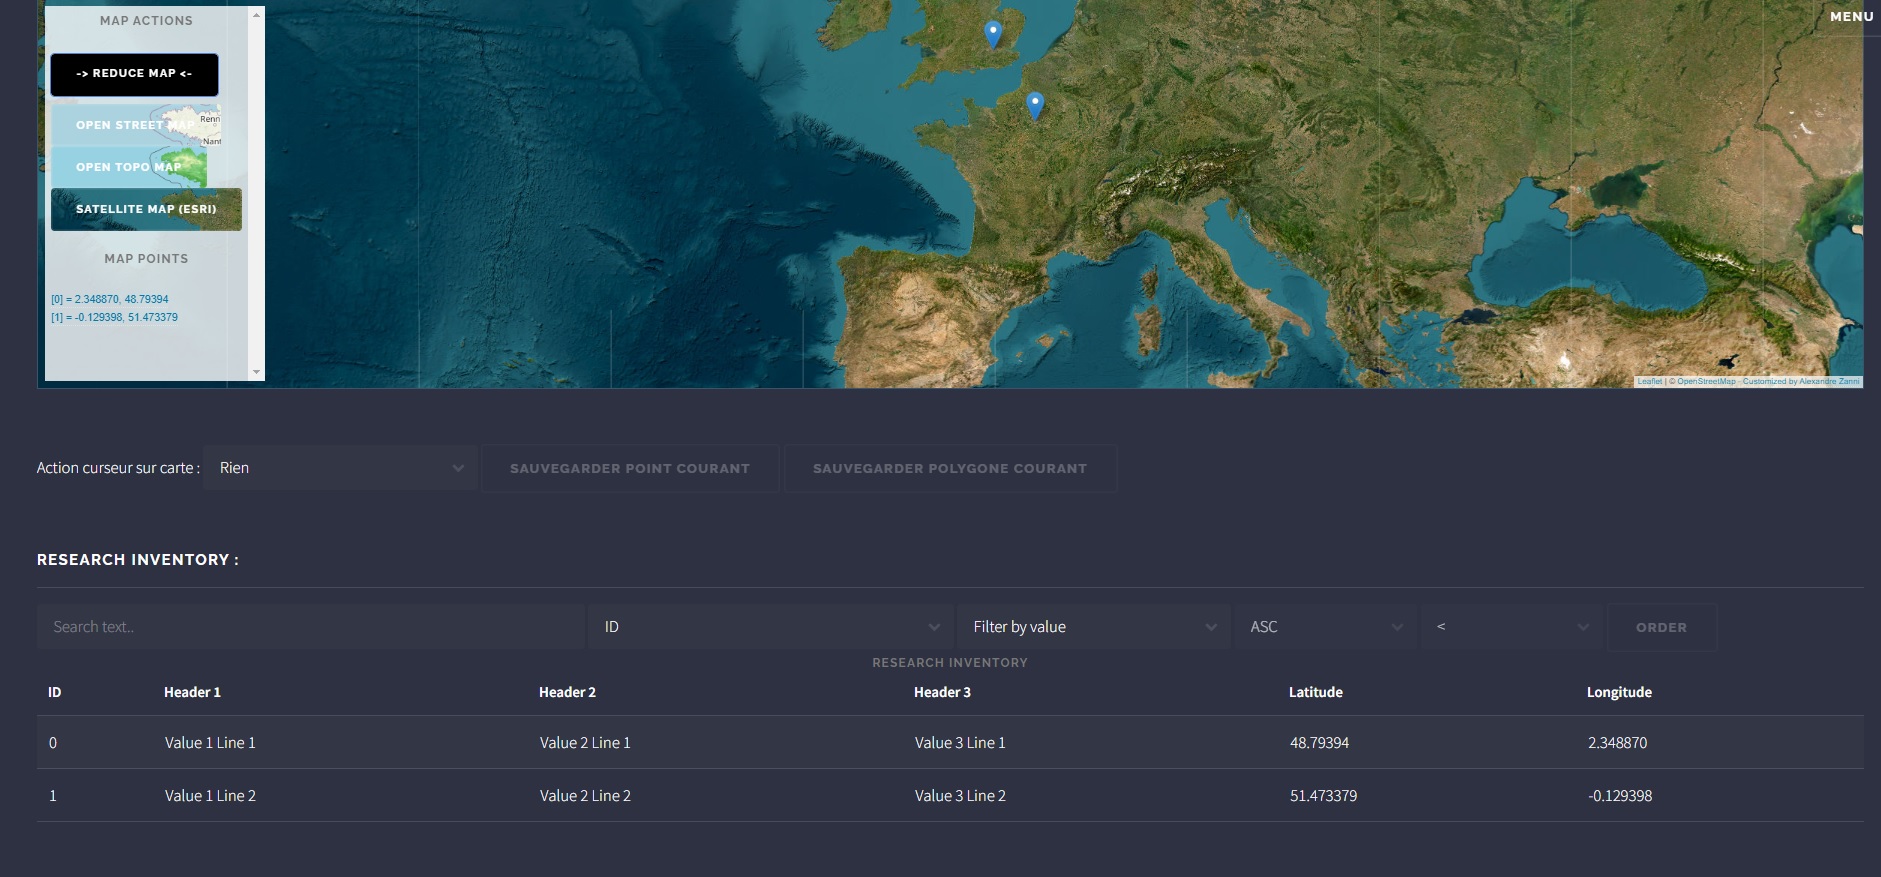 MAP ACTIONS
MENU
-> REDUCE MAP <-
OPEN STREET MAP
Renn
Nant
OPEN TOPO MAP
SATELLITE MAP (ESRI)
MAP POINTS
[0] = 2.348870, 48.79394
[1] = -0.129398, 51.473379
Leaflet | © OpenStreetMap - Customized by Alexandre Zanni
Action curseur sur carte : Rien SAUVEGARDER POINT COURANT SAUVEGARDER POLYGONE COURANT
RESEARCH INVENTORY :
Search text.. ID Filter by value ASC < ORDER
RESEARCH INVENTORY
ID Header 1 Header 2 Header 3 Latitude Longitude
0 Value 1 Line 1 Value 2 Line 1 Value 3 Line 1 48.79394 2.348870
1 Value 1 Line 2 Value 2 Line 2 Value 3 Line 2 51.473379 -0.129398